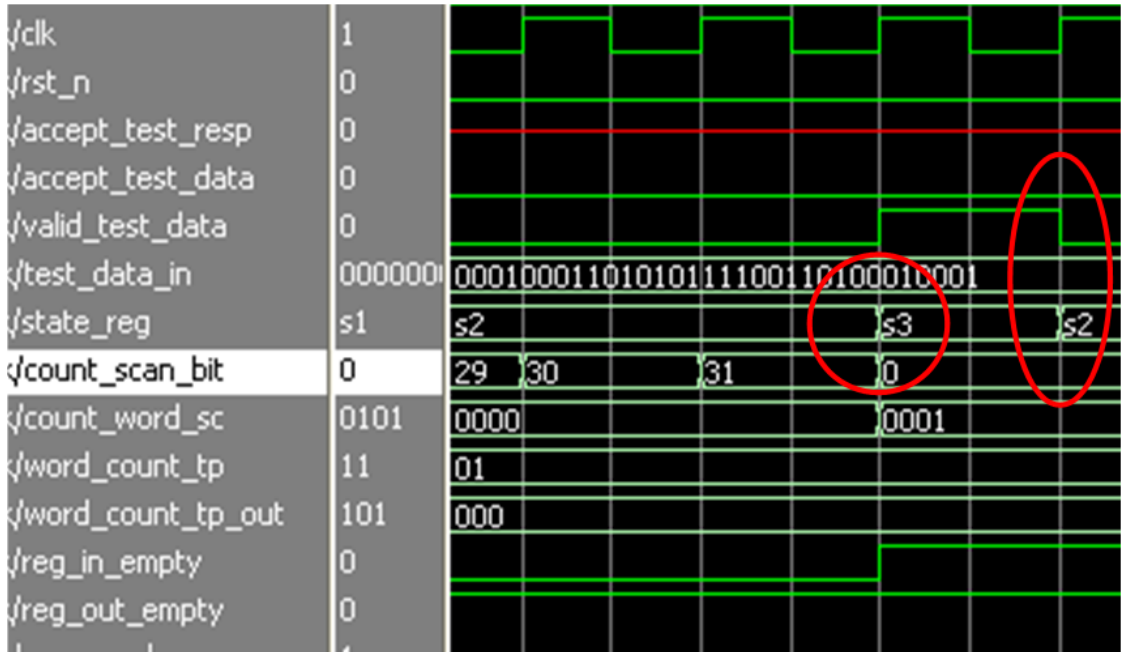 /clk 1
/rst_n 0
/accept_test_resp 0
/accept_test_data 0
/valid_test_data 0
/test_data_in 0000000 00010001101010111100110100010001
/state_reg s1 s2 s3 s2
/count_scan_bit 0 29 30 31 0
/count_word_sc 0101 0000 0001
/word_count_tp 11 01
/word_count_tp_out 101 000
/reg_in_empty 0
/reg_out_empty 0